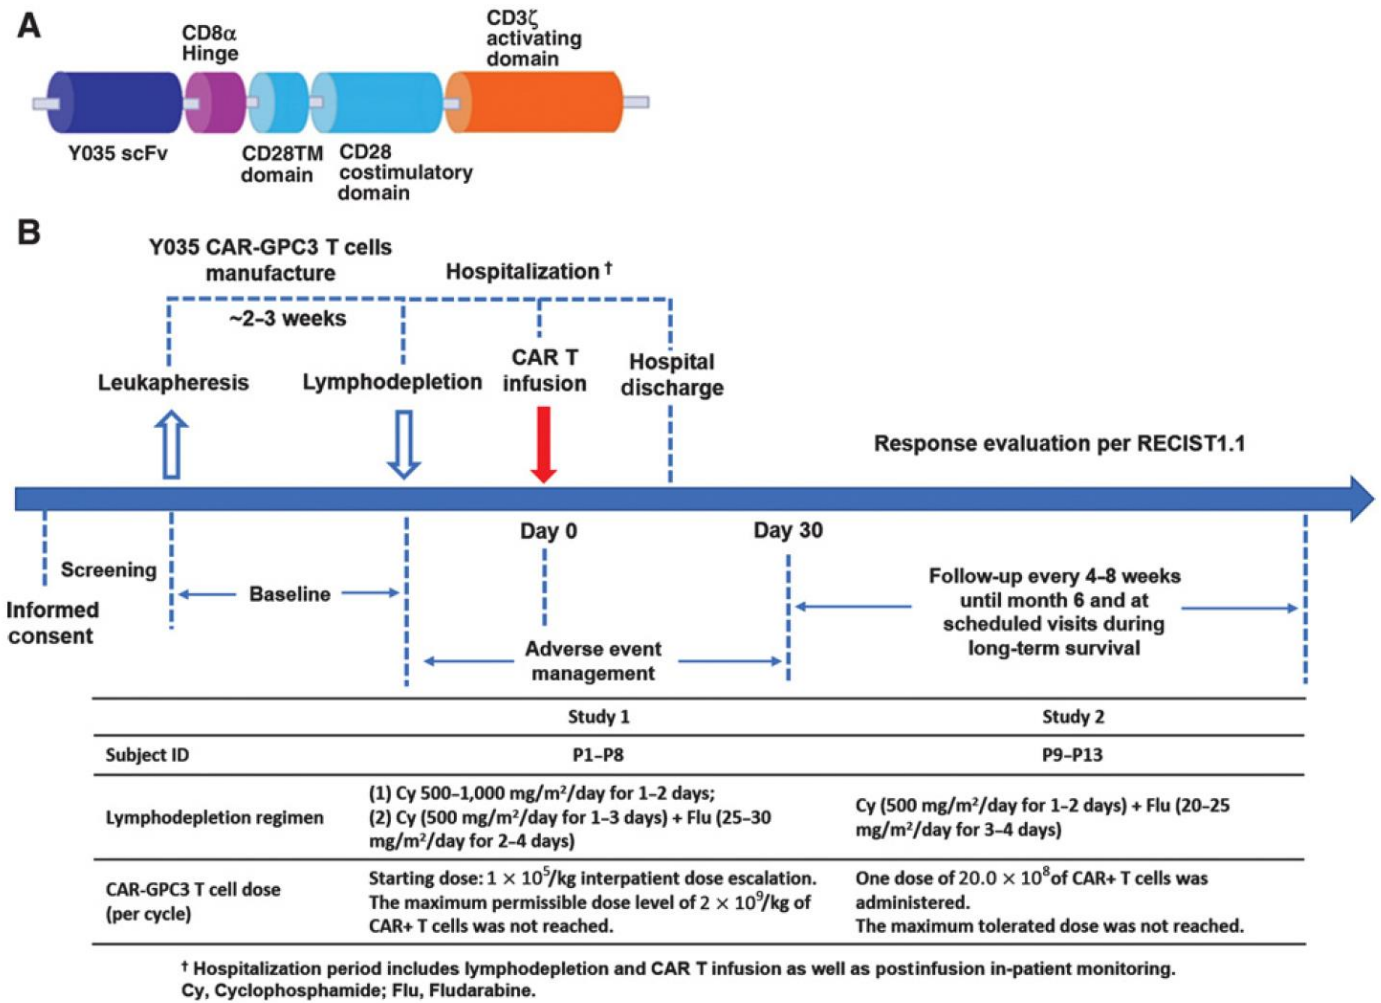 A
CD8α
Hinge
CD3ζ
activating
domain
Y035 scFv
CD28TM
domain
CD28
costimulatory
domain
B
Y035 CAR-GPC3 T cells
manufacture
~2–3 weeks
Hospitalization †
Leukapheresis
Lymphodepletion
CAR T
infusion
Hospital
discharge
Response evaluation per RECIST1.1
Day 0
Day 30
Screening
Informed
consent
Baseline
Adverse event
management
Follow-up every 4–8 weeks
until month 6 and at
scheduled visits during
long-term survival
Study 1 Study 2
Subject ID P1–P8 P9–P13
Lymphodepletion regimen
(1) Cy 500–1,000 mg/m²/day for 1–2 days;
(2) Cy (500 mg/m²/day for 1–3 days) + Flu (25–30
mg/m²/day for 2–4 days)
Cy (500 mg/m²/day for 1–2 days) + Flu (20–25
mg/m²/day for 3–4 days)
CAR-GPC3 T cell dose
(per cycle)
Starting dose: 1 × 10⁵/kg interpatient dose escalation.
The maximum permissible dose level of 2 × 10⁹/kg of
CAR+ T cells was not reached.
One dose of 20.0 × 10⁸ of CAR+ T cells was
administered.
The maximum tolerated dose was not reached.
† Hospitalization period includes lymphodepletion and CAR T infusion as well as postinfusion in-patient monitoring.
Cy, Cyclophosphamide; Flu, Fludarabine.